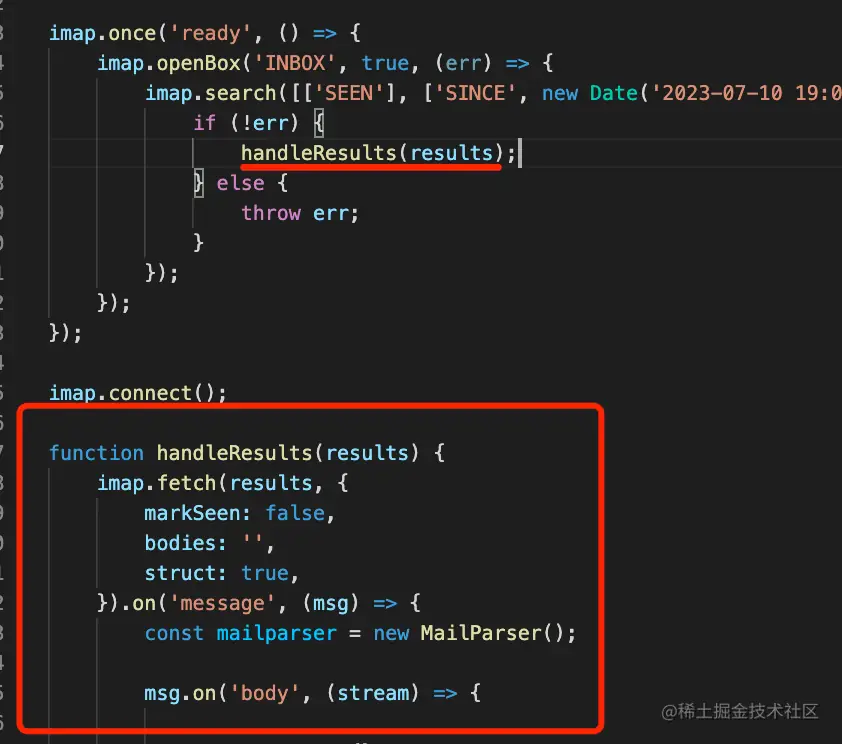 imap.once('ready', () => {
    imap.openBox('INBOX', true, (err) => {
        imap.search([['SEEN'], ['SINCE', new Date('2023-07-10 19:0
            if (!err) {
                handleResults(results);
            } else {
                throw err;
            }
        });
    });
});
imap.connect();
function handleResults(results) {
    imap.fetch(results, {
        markSeen: false,
        bodies: '',
        struct: true,
    }).on('message', (msg) => {
        const mailparser = new MailParser();
        msg.on('body', (stream) => {
@稀土掘金技术社区